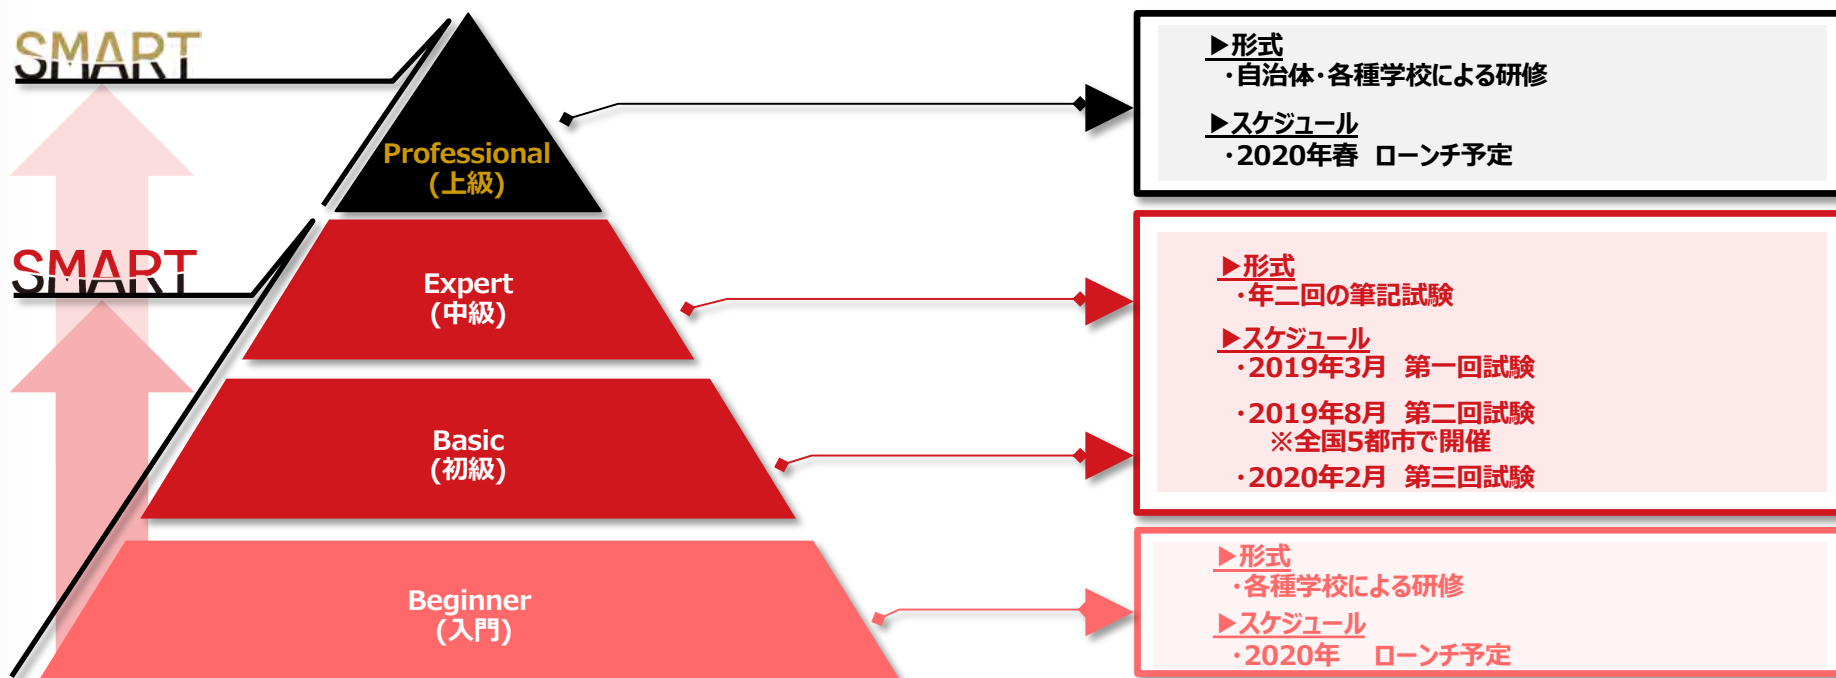 SMART
Professional
(上級)
▶形式
・自治体・各種学校による研修
▶スケジュール
・2020年春 ローンチ予定
SMART
Expert
(中級)
▶形式
・年二回の筆記試験
▶スケジュール
・2019年3月 第一回試験
・2019年8月 第二回試験
※全国5都市で開催
・2020年2月 第三回試験
Basic
(初級)
Beginner
(入門)
▶形式
・各種学校による研修
▶スケジュール
・2020年 ローンチ予定